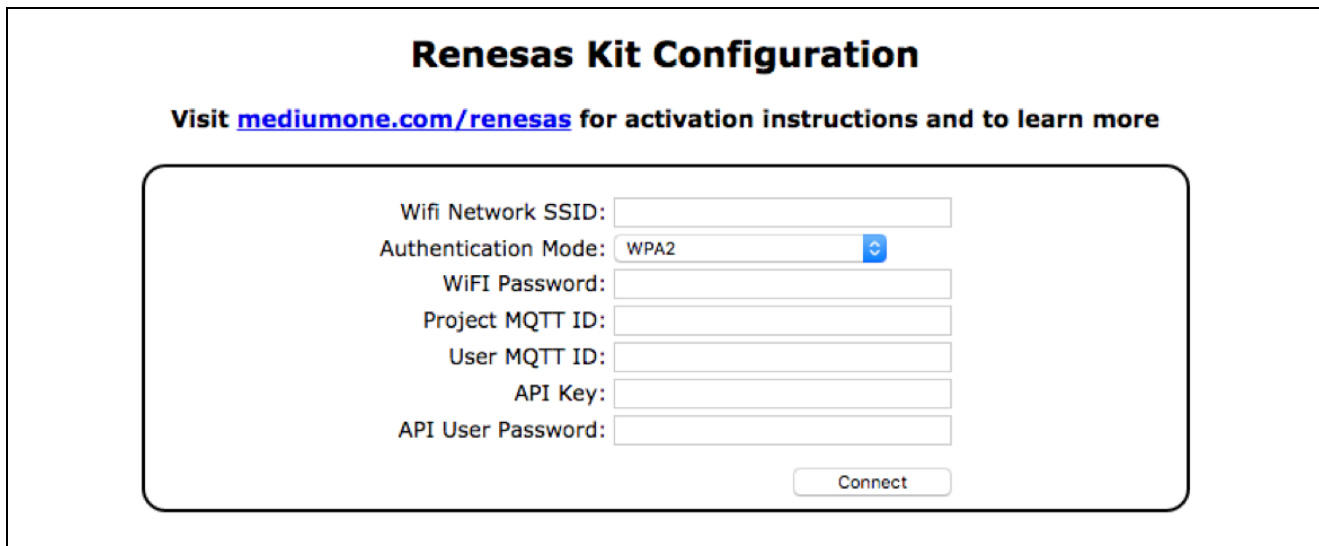 Renesas Kit Configuration
Visit mediumone.com/renesas for activation instructions and to learn more
Wifi Network SSID:
Authentication Mode: WPA2
WiFI Password:
Project MQTT ID:
User MQTT ID:
API Key:
API User Password:
Connect